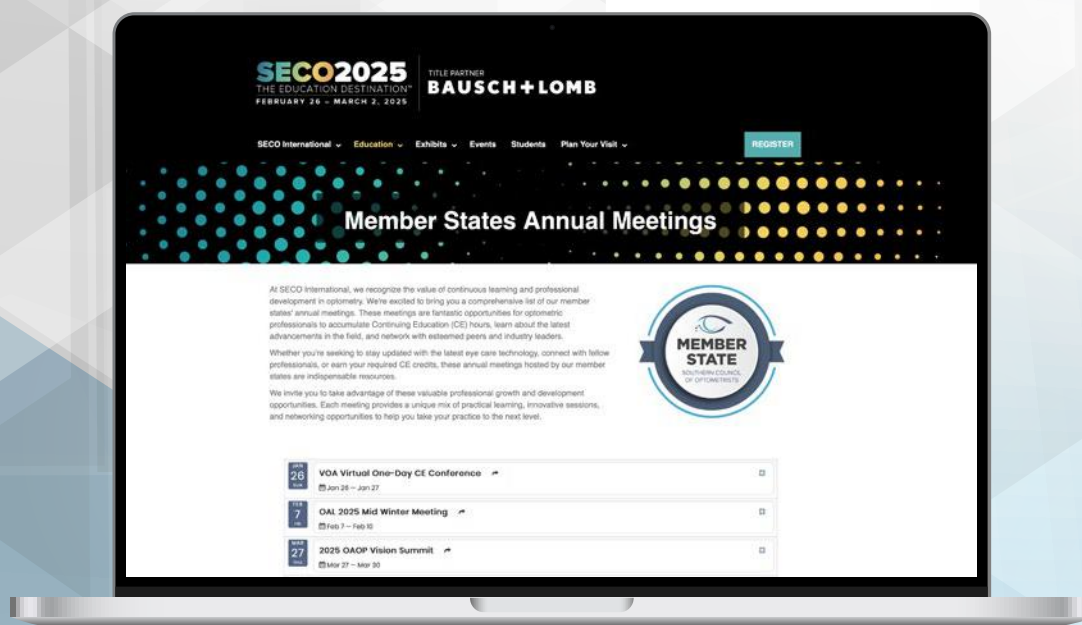 SECO2025
THE EDUCATION DESTINATION™
FEBRUARY 26 – MARCH 2, 2025
TITLE PARTNER
BAUSCH+LOMB
SECO International Education Exhibits Events Students Plan Your Visit REGISTER
Member States Annual Meetings
At SECO International, we recognize the value of continuous learning and professional
development in optometry. We're excited to bring you a comprehensive list of our member
states' annual meetings. These meetings are fantastic opportunities for optometric
professionals to accumulate Continuing Education (CE) hours, learn about the latest
advancements in the field, and network with esteemed peers and industry leaders.
Whether you're seeking to stay updated with the latest eye care technology, connect with fellow
professionals, or earn your required CE credits, these annual meetings hosted by our member
states are indispensable resources.
We invite you to take advantage of these valuable professional growth and development
opportunities. Each meeting provides a unique mix of practical learning, innovative sessions,
and networking opportunities to help you take your practice to the next level.
MEMBER
STATE
SOUTHERN COUNCIL
OF OPTOMETRISTS
JAN
26
SUN
VOA Virtual One-Day CE Conference
Jan 26 – Jan 27
FEB
7
FRI
OAL 2025 Mid Winter Meeting
Feb 7 – Feb 10
MAR
27
THU
2025 OAOP Vision Summit
Mar 27 – Mar 30